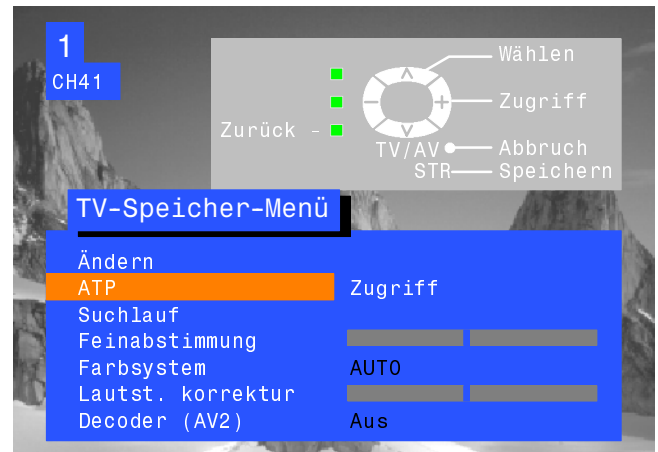 1
CH41
Wählen
Zugriff
Zurück -
TV/AV Abbruch
STR Speichern
TV-Speicher-Menü
Ändern
ATP Zugriff
Suchlauf
Feinabstimmung
Farbsystem AUTO
Lautst. korrektur
Decoder (AV2) Aus